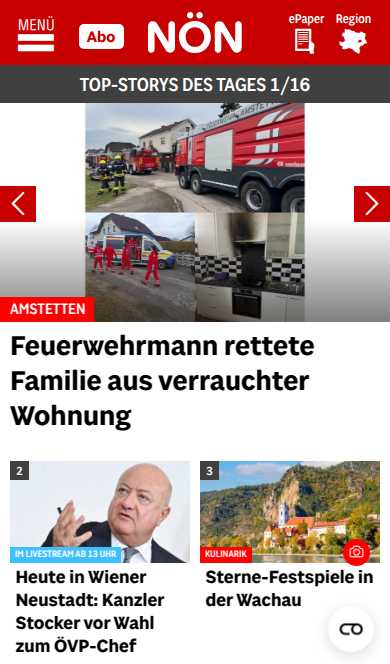 MENÜ
Abo
NÖN
ePaper
Region
TOP-STORYS DES TAGES 1/16
AMSTETTEN
Feuerwehrmann rettete
Familie aus verrauchter
Wohnung
2
IM LIVESTREAM AB 13 UHR
Heute in Wiener
Neustadt: Kanzler
Stocker vor Wahl
zum ÖVP-Chef
3
KULINARIK
Sterne-Festspiele in
der Wachau